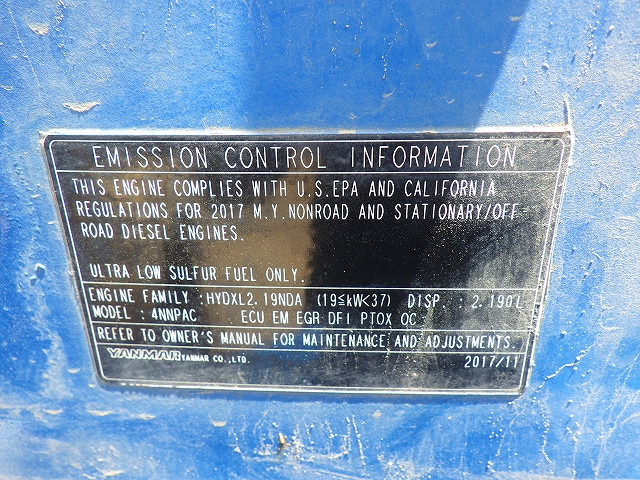 EMISSION CONTROL INFORMATION
THIS ENGINE COMPLIES WITH U.S.EPA AND CALIFORNIA
REGULATIONS FOR 2017 M.Y.NONROAD AND STATIONARY/OFF
ROAD DIESEL ENGINES.
ULTRA LOW SULFUR FUEL ONLY.
ENGINE FAMILY :HYDXL2.19NDA (19≦kW<37) DISP. : 2.190L
MODEL : 4NNPAC ECU EM EGR DFI PTOX OC
REFER TO OWNER'S MANUAL FOR MAINTENANCE AND ADJUSTMENTS.
YANMAR YANMAR CO.,LTD. 2017/11